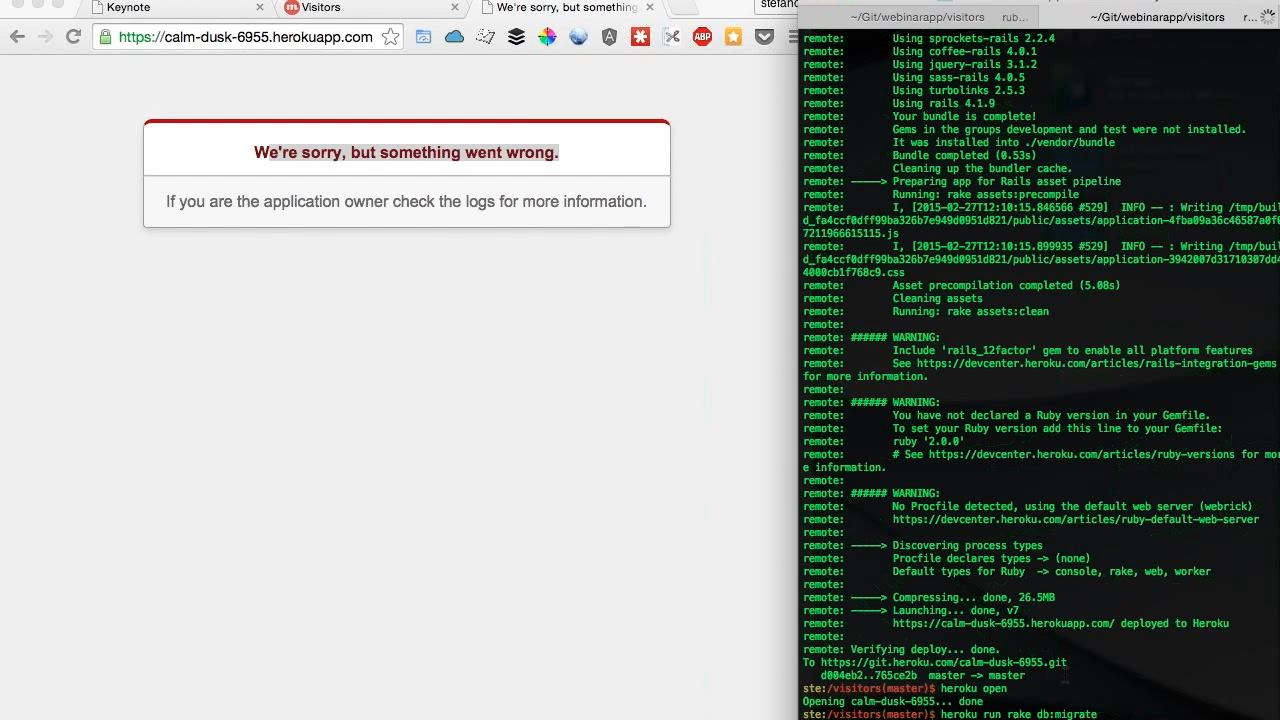 Keynote
Visitors
We're sorry, but something
stefano
https://calm-dusk-6955.herokuapp.com
ABP
We're sorry, but something went wrong.
If you are the application owner check the logs for more information.
~/Git/webinarapp/visitors rub...
~/Git/webinarapp/visitors r...
remote: Using sprockets-rails 2.2.4
remote: Using coffee-rails 4.0.1
remote: Using jquery-rails 3.1.2
remote: Using sass-rails 4.0.5
remote: Using turbolinks 2.5.3
remote: Using rails 4.1.9
remote: Your bundle is complete!
remote: Gems in the groups development and test were not installed.
remote: It was installed into ./vendor/bundle
remote: Bundle completed (0.53s)
remote: Cleaning up the bundler cache.
remote: -----> Preparing app for Rails asset pipeline
remote: Running: rake assets:precompile
remote: I, [2015-02-27T12:10:15.846566 #529] INFO -- : Writing /tmp/buil
d_fa4ccf0dff99ba326b7e949d0951d821/public/assets/application-4fba09a36c46587a0f6
7211966615115.js
remote: I, [2015-02-27T12:10:15.899935 #529] INFO -- : Writing /tmp/buil
d_fa4ccf0dff99ba326b7e949d0951d821/public/assets/application-3942007d31710307dd4
4000cb1f768c9.css
remote: Asset precompilation completed (5.08s)
remote: Cleaning assets
remote: Running: rake assets:clean
remote:
remote: ###### WARNING:
remote: Include 'rails_12factor' gem to enable all platform features
remote: See https://devcenter.heroku.com/articles/rails-integration-gems
for more information.
remote:
remote: ###### WARNING:
remote: You have not declared a Ruby version in your Gemfile.
remote: To set your Ruby version add this line to your Gemfile:
remote: ruby '2.0.0'
remote: # See https://devcenter.heroku.com/articles/ruby-versions for mor
e information.
remote:
remote: ###### WARNING:
remote: No Procfile detected, using the default web server (webrick)
remote: https://devcenter.heroku.com/articles/ruby-default-web-server
remote:
remote: -----> Discovering process types
remote: Procfile declares types -> (none)
remote: Default types for Ruby -> console, rake, web, worker
remote:
remote: -----> Compressing... done, 26.5MB
remote: -----> Launching... done, v7
remote: https://calm-dusk-6955.herokuapp.com/ deployed to Heroku
remote:
remote: Verifying deploy... done.
To https://git.heroku.com/calm-dusk-6955.git
d004eb2..765ce2b master -> master
ste:/visitors(master)$ heroku open
Opening calm-dusk-6955... done
ste:/visitors(master)$ heroku run rake db:migrate